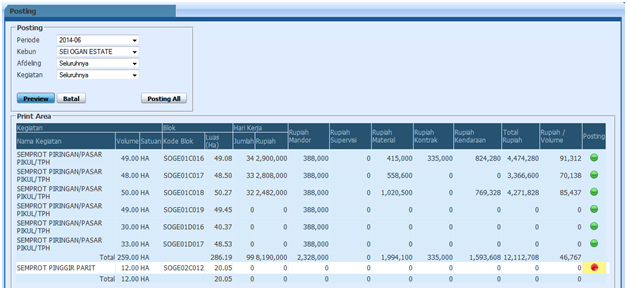 Posting
Posting
Periode 2014-06
Kebun SEI OGAN ESTATE
Afdeling Seluruhnya
Kegiatan Seluruhnya
Preview Batal Posting All
Print Area
Kegiatan Blok Hari Kerja Rupiah Mandor Rupiah Supervisi Rupiah Material Rupiah Kontrak Rupiah Kendaraan Total Rupiah Rupiah / Volume Posting
Nama Kegiatan Volume Satuan Kode Blok Luas (Ha) Jumlah Rupiah
SEMPROT PIRINGAN/PASAR PIKUL/TPH 49.00 HA SOGE01C016 49.08 34 2,900,000 388,000 0 415,000 335,000 824,280 4,474,280 91,312
SEMPROT PIRINGAN/PASAR PIKUL/TPH 48.00 HA SOGE01C017 48.50 33 2,808,000 388,000 0 558,600 0 0 3,366,600 70,138
SEMPROT PIRINGAN/PASAR PIKUL/TPH 50.00 HA SOGE01C018 50.27 32 2,482,000 388,000 0 1,020,500 0 769,328 4,271,828 85,437
SEMPROT PIRINGAN/PASAR PIKUL/TPH 49.00 HA SOGE01C019 49.45 0 0 388,000 0 0 0 0 0 0
SEMPROT PIRINGAN/PASAR PIKUL/TPH 30.00 HA SOGE01D016 40.37 0 0 388,000 0 0 0 0 0 0
SEMPROT PIRINGAN/PASAR PIKUL/TPH 33.00 HA SOGE01D017 48.53 0 0 388,000 0 0 0 0 0 0
Total 259.00 HA 286.19 99 8,190,000 2,328,000 0 1,994,100 335,000 1,593,608 12,112,708 46,767
SEMPROT PINGGIR PARIT 12.00 HA SOGE02C012 20.05 0 0 0 0 0 0 0 0 0
Total 12.00 HA 20.05 0 0 0 0 0 0 0 0 0